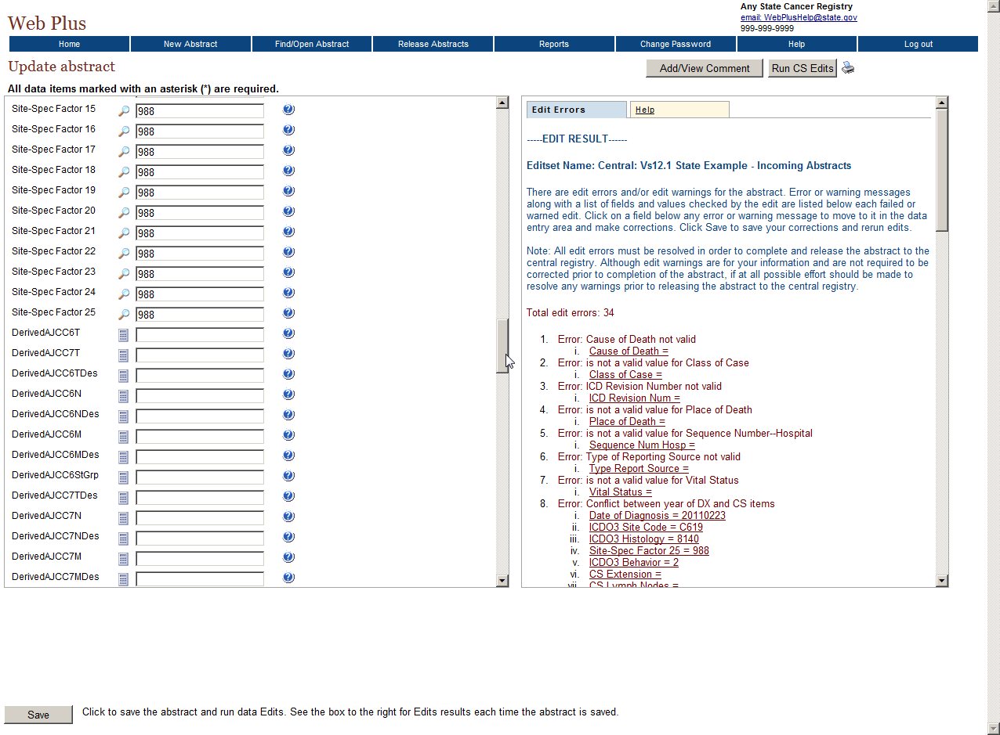 Any State Cancer Registry
email: WebPlusHelp@state.gov
999-999-9999
Web Plus
Home New Abstract Find/Open Abstract Release Abstracts Reports Change Password Help Log out
Update abstract
Add/View Comment Run CS Edits
All data items marked with an asterisk (*) are required.
Site-Spec Factor 15 988
Site-Spec Factor 16 988
Site-Spec Factor 17 988
Site-Spec Factor 18 988
Site-Spec Factor 19 988
Site-Spec Factor 20 988
Site-Spec Factor 21 988
Site-Spec Factor 22 988
Site-Spec Factor 23 988
Site-Spec Factor 24 988
Site-Spec Factor 25 988
DerivedAJCC6T
DerivedAJCC7T
DerivedAJCC6TDes
DerivedAJCC6N
DerivedAJCC6NDes
DerivedAJCC6M
DerivedAJCC6MDes
DerivedAJCC6StGrp
DerivedAJCC7TDes
DerivedAJCC7N
DerivedAJCC7NDes
DerivedAJCC7M
DerivedAJCC7MDes
Edit Errors Help
-----EDIT RESULT------
Editset Name: Central: Vs12.1 State Example - Incoming Abstracts
There are edit errors and/or edit warnings for the abstract. Error or warning messages
along with a list of fields and values checked by the edit are listed below each failed or
warned edit. Click on a field below any error or warning message to move to it in the data
entry area and make corrections. Click Save to save your corrections and rerun edits.
Note: All edit errors must be resolved in order to complete and release the abstract to the
central registry. Although edit warnings are for your information and are not required to be
corrected prior to completion of the abstract, if at all possible effort should be made to
resolve any warnings prior to releasing the abstract to the central registry.
Total edit errors: 34
1. Error: Cause of Death not valid
i. Cause of Death =
2. Error: is not a valid value for Class of Case
i. Class of Case =
3. Error: ICD Revision Number not valid
i. ICD Revision Num =
4. Error: is not a valid value for Place of Death
i. Place of Death =
5. Error: is not a valid value for Sequence Number--Hospital
i. Sequence Num Hosp =
6. Error: Type of Reporting Source not valid
i. Type Report Source =
7. Error: is not a valid value for Vital Status
i. Vital Status =
8. Error: Conflict between year of DX and CS items
i. Date of Diagnosis = 20110223
ii. ICDO3 Site Code = C619
iii. ICDO3 Histology = 8140
iv. Site-Spec Factor 25 = 988
v. ICDO3 Behavior = 2
vi. CS Extension =
vii. CS Lymph Nodes =
Save Click to save the abstract and run data Edits. See the box to the right for Edits results each time the abstract is saved.